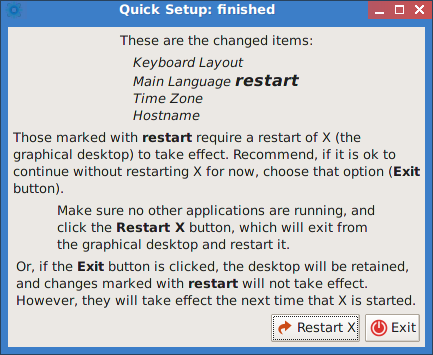 Quick Setup: finished
These are the changed items:
Keyboard Layout
Main Language restart
Time Zone
Hostname
Those marked with restart require a restart of X (the
graphical desktop) to take effect. Recommend, if it is ok to
continue without restarting X for now, choose that option (Exit
button).
Make sure no other applications are running, and
click the Restart X button, which will exit from
the graphical desktop and restart it.
Or, if the Exit button is clicked, the desktop will be retained,
and changes marked with restart will not take effect.
However, they will take effect the next time that X is started.
Restart X Exit